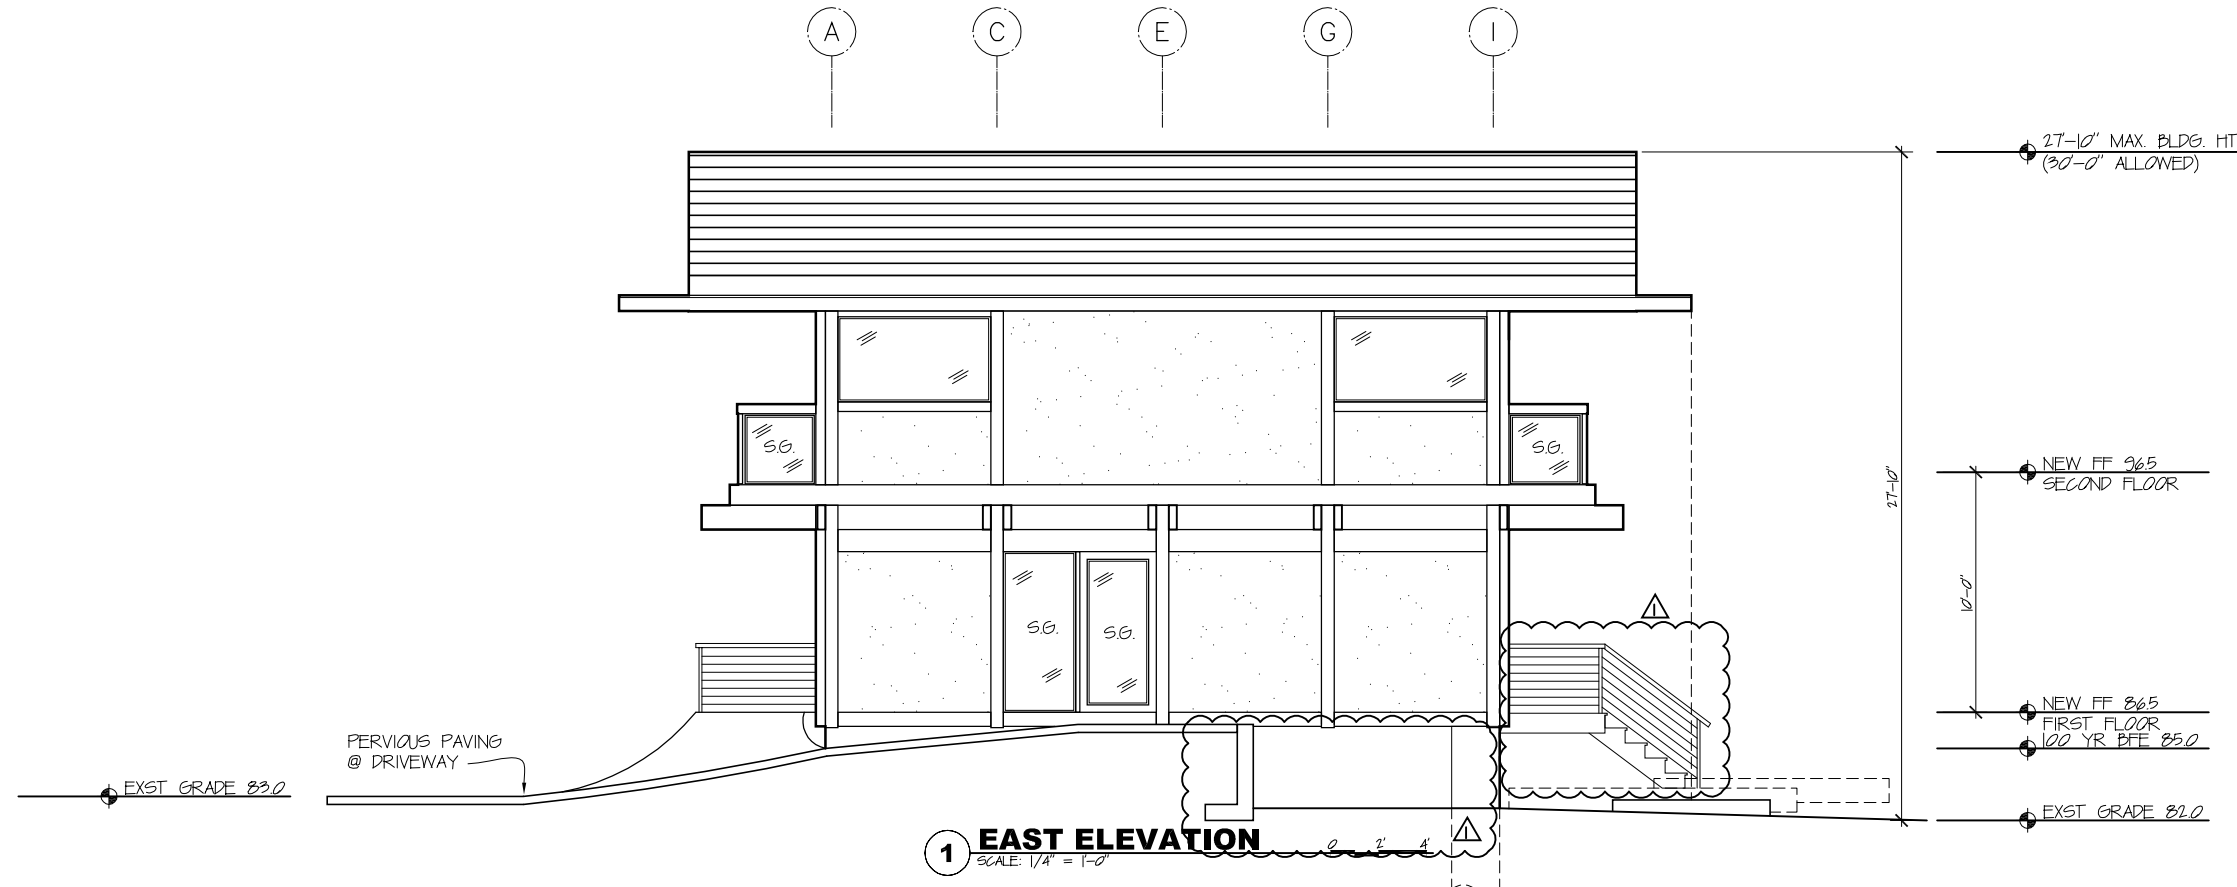 A
C
E
G
I
27'-10" MAX. BLDG. HT
(30'-0" ALLOWED)
S.G.
S.G.
NEW FF 96.5
SECOND FLOOR
27'-10"
10'-0"
S.G.
S.G.
1
NEW FF 86.5
FIRST FLOOR
100 YR BFE 85.0
PERVIOUS PAVING
@ DRIVEWAY
EXST GRADE 83.0
EXST GRADE 82.0
1
1 EAST ELEVATION
SCALE: 1/4" = 1'-0"
0 2' 4'